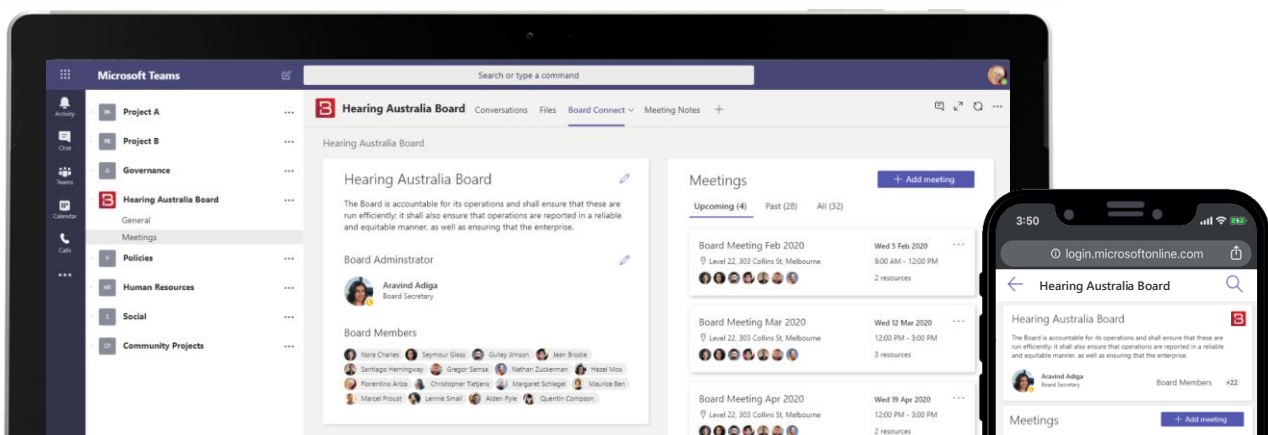 Microsoft Teams
Search or type a command
Activity
Chat
Teams
Calendar
Calls
PA Project A
PB Project B
G Governance
Hearing Australia Board
General
Meetings
P Policies
HR Human Resources
S Social
CP Community Projects
Hearing Australia Board Conversations Files Board Connect Meeting Notes
Hearing Australia Board
Hearing Australia Board
The Board is accountable for its operations and shall ensure that these are
run efficiently: it shall also ensure that operations are reported in a reliable
and equitable manner, as well as ensuring that the enterprise.
Board Adminstrator
Aravind Adiga
Board Secretary
Board Members
Nora Charles Seymour Glass Gulley Jimson Jean Brodie
Santiago Hemingway Gregor Samsa Nathan Zuckerman Hazel Mos
Florentino Ariza Christopher Tietjens Margaret Schlegel Maurice Ben
Marcel Proust Lennie Small Alden Pyle Quentin Compson
Meetings + Add meeting
Upcoming (4) Past (28) All (32)
Board Meeting Feb 2020 Wed 5 Feb 2020
Level 22, 303 Collins St, Melbourne 9:00 AM - 12:00 PM
2 resources
Board Meeting Mar 2020 Wed 12 Mar 2020
12:00 PM - 3:00 PM
3 resources
Board Meeting Apr 2020 Wed 19 Apr 2020
Level 22, 303 Collins St, Melbourne 12:00 PM - 3:00 PM
2 resources
3:50
login.microsoftonline.com
Hearing Australia Board
Hearing Australia Board
The Board is accountable for its operations and shall ensure that these are
run efficiently: it shall also ensure that operations are reported in a reliable
and equitable manner, as well as ensuring that the enterprise.
Aravind Adiga
Board Secretary
Board Members +22
Meetings + Add meeting